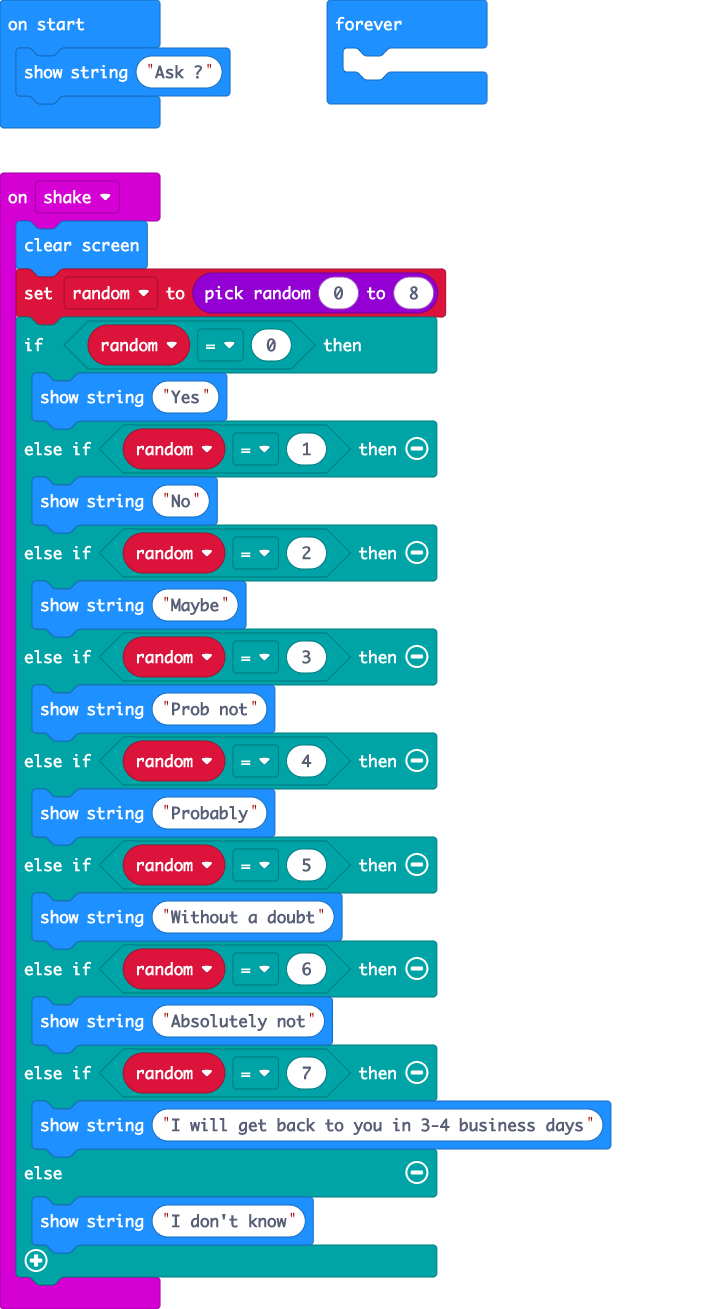 on start
show string "Ask ?"
forever
on shake
clear screen
set random to pick random 0 to 8
if random = 0 then
show string "Yes"
else if random = 1 then
show string "No"
else if random = 2 then
show string "Maybe"
else if random = 3 then
show string "Prob not"
else if random = 4 then
show string "Probably"
else if random = 5 then
show string "Without a doubt"
else if random = 6 then
show string "Absolutely not"
else if random = 7 then
show string "I will get back to you in 3-4 business days"
else
show string "I don't know"